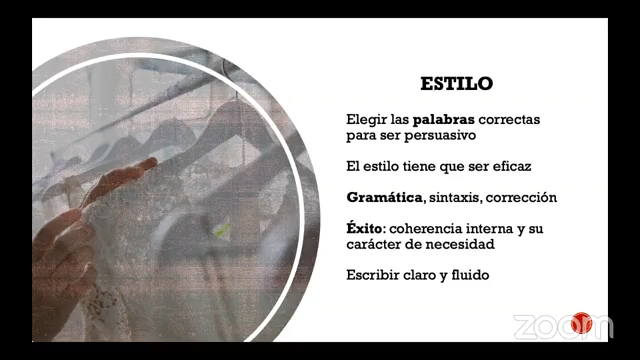 ESTILO
Elegir las palabras correctas
para ser persuasivo
El estilo tiene que ser eficaz
Gramática, sintaxis, corrección
Éxito: coherencia interna y su
carácter de necesidad
Escribir claro y fluido
zoom